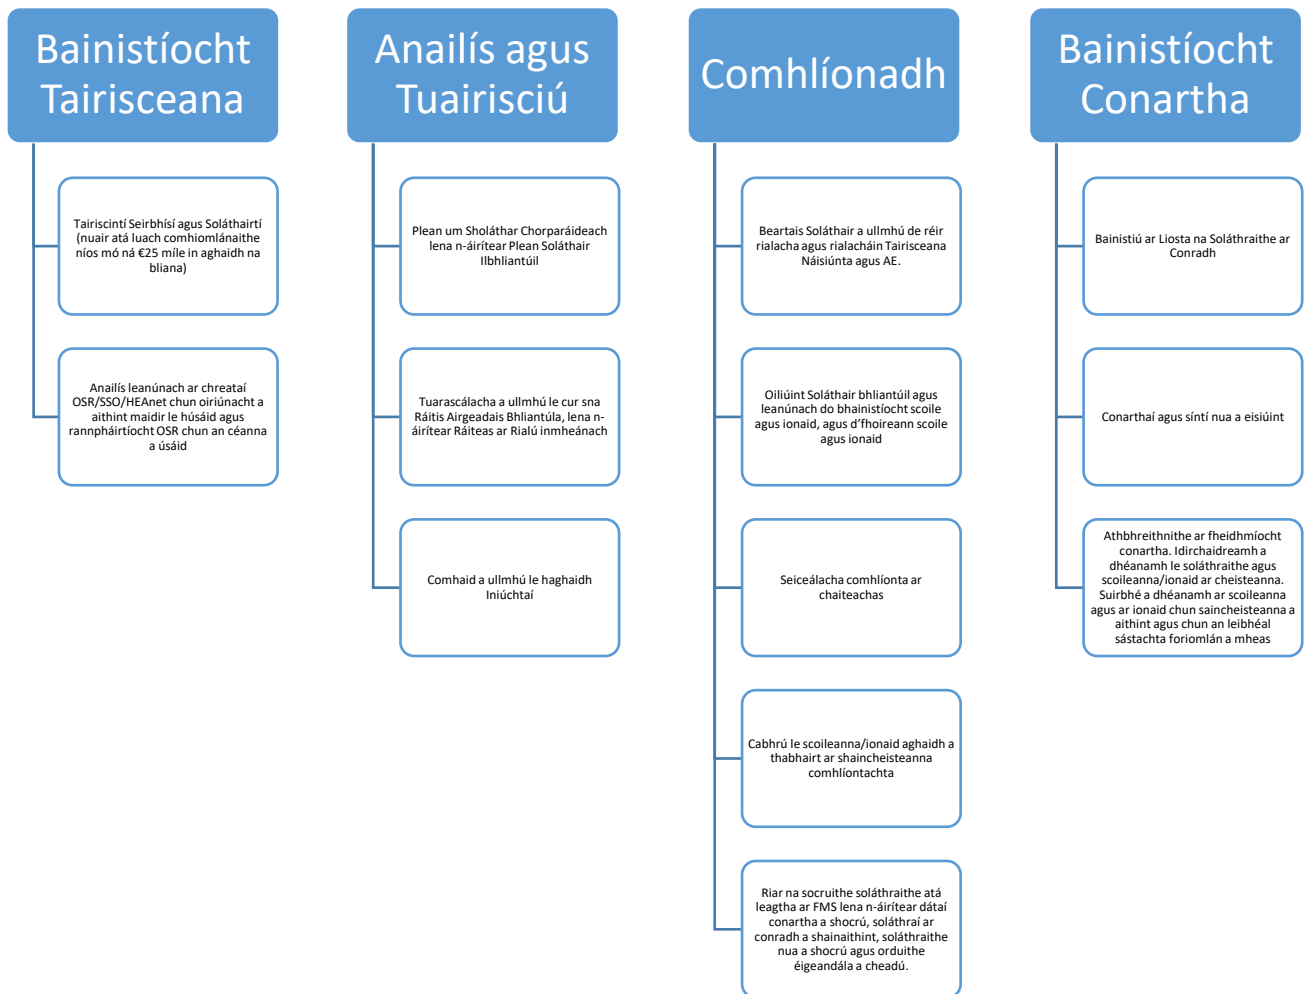 Bainistíocht
Tairisceana
Tairiscintí Seirbhísí agus Soláthairtí
(nuair atá luach comhiomlánaithe
níos mó ná €25 míle in aghaidh na
bliana)
Anailís leanúnach ar chreataí
OSR/SSO/HEAnet chun oiriúnacht a
aithint maidir le húsáid agus
rannpháirtíocht OSR chun an céanna
a úsáid
Anailís agus
Tuairisciú
Plean um Sholáthar Chorparáideach
lena n-áirítear Plean Soláthair
Ilbhliantúil
Tuarascálacha a ullmhú le cur sna
Ráitis Airgeadais Bhliantúla, lena n-
áirítear Ráiteas ar Rialú inmheánach
Comhaid a ullmhú le haghaidh
Iniúchtaí
Comhlíonadh
Beartais Soláthair a ullmhú de réir
rialacha agus rialacháin Tairisceana
Náisiúnta agus AE.
Oiliúint Soláthair bhliantúil agus
leanúnach do bhainistíocht scoile
agus ionaid, agus d'fhoireann scoile
agus ionaid
Seiceálacha comhlíonta ar
chaiteachas
Cabhrú le scoileanna/ionaid aghaidh a
thabhairt ar shaincheisteanna
comhlíontachta
Riar na socruithe soláthraithe atá
leagtha ar FMS lena n-áirítear dátaí
conartha a shocrú, soláthraí ar
conradh a shainaithint, soláthraithe
nua a shocrú agus orduithe
éigeandála a cheadú.
Bainistíocht
Conartha
Bainistiú ar Liosta na Soláthraithe ar
Conradh
Conarthaí agus síntí nua a eisiúint
Athbhreithnithe ar fheidhmíocht
conartha. Idirchaidreamh a
dhéanamh le soláthraithe agus
scoileanna/ionaid ar cheisteanna.
Suirbhé a dhéanamh ar scoileanna
agus ar ionaid chun saincheisteanna a
aithint agus chun an leibhéal
sástachta foriomlán a mheas